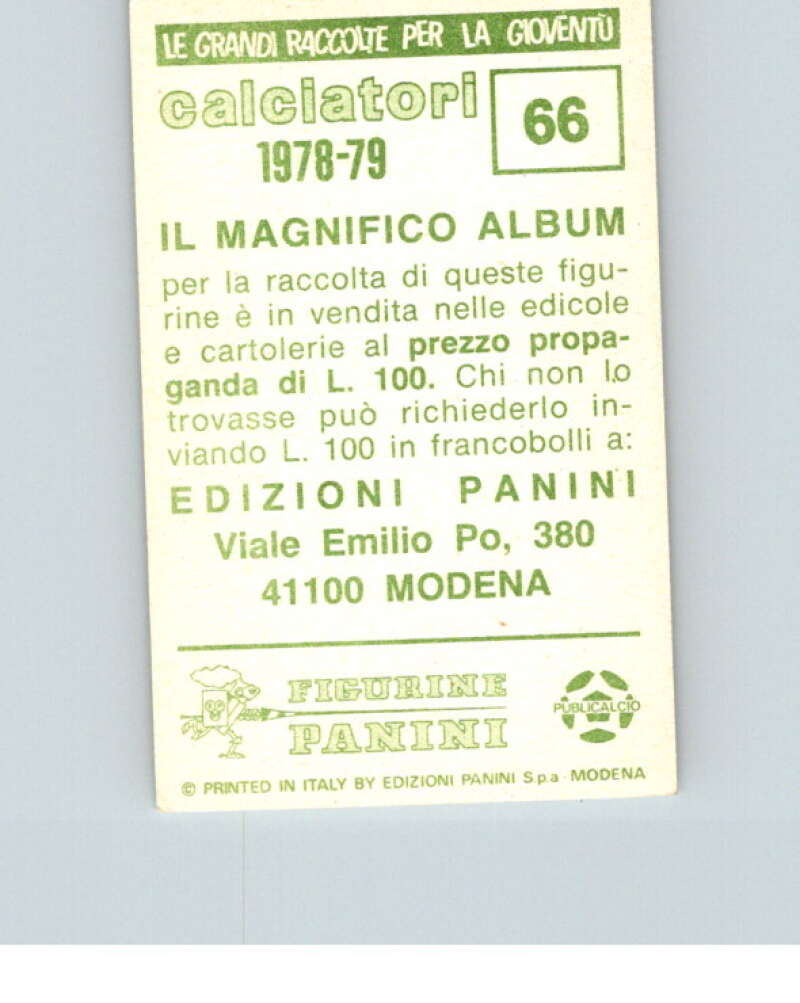 LE GRANDI RACCOLTE PER LA GIOVENTÙ
calciatori
1978-79
66
IL MAGNIFICO ALBUM
per la raccolta di queste figu-
rine è in vendita nelle edicole
e cartolerie al prezzo propa-
ganda di L. 100. Chi non lo
trovasse può richiederlo in-
viando L. 100 in francobolli a:
EDIZIONI PANINI
Viale Emilio Po, 380
41100 MODENA
FIGURINE
PANINI
PUBLICALCIO
© PRINTED IN ITALY BY EDIZIONI PANINI S.p.a - MODENA